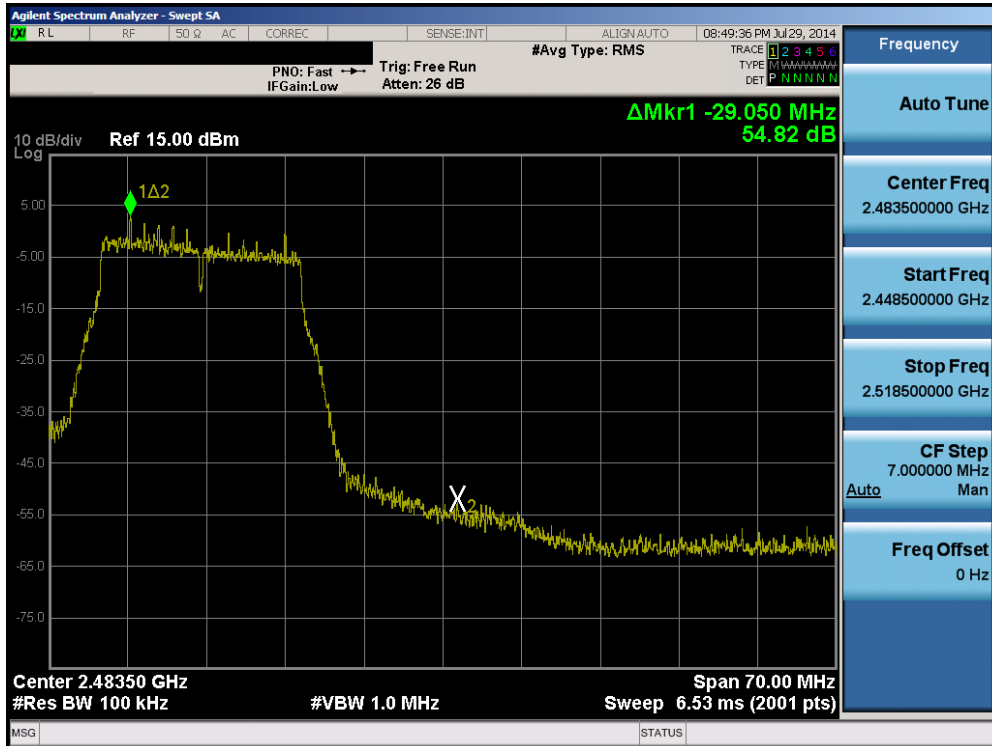 Agilent Spectrum Analyzer - Swept SA
LXI RL RF 50 Ω AC CORREC SENSE:INT ALIGN AUTO 08:49:36 PM Jul 29, 2014
#Avg Type: RMS TRACE 1 2 3 4 5 6
PNO: Fast Trig: Free Run TYPE MWWWWW
IFGain:Low Atten: 26 dB DET P N N N N N
ΔMkr1 -29.050 MHz
54.82 dB
10 dB/div Ref 15.00 dBm
Log
1Δ2
5.00
-5.00
-15.0
-25.0
-35.0
-45.0
X2
-55.0
-65.0
-75.0
Center 2.48350 GHz Span 70.00 MHz
#Res BW 100 kHz #VBW 1.0 MHz Sweep 6.53 ms (2001 pts)
MSG STATUS
Frequency
Auto Tune
Center Freq
2.483500000 GHz
Start Freq
2.448500000 GHz
Stop Freq
2.518500000 GHz
CF Step
7.000000 MHz
Auto Man
Freq Offset
0 Hz